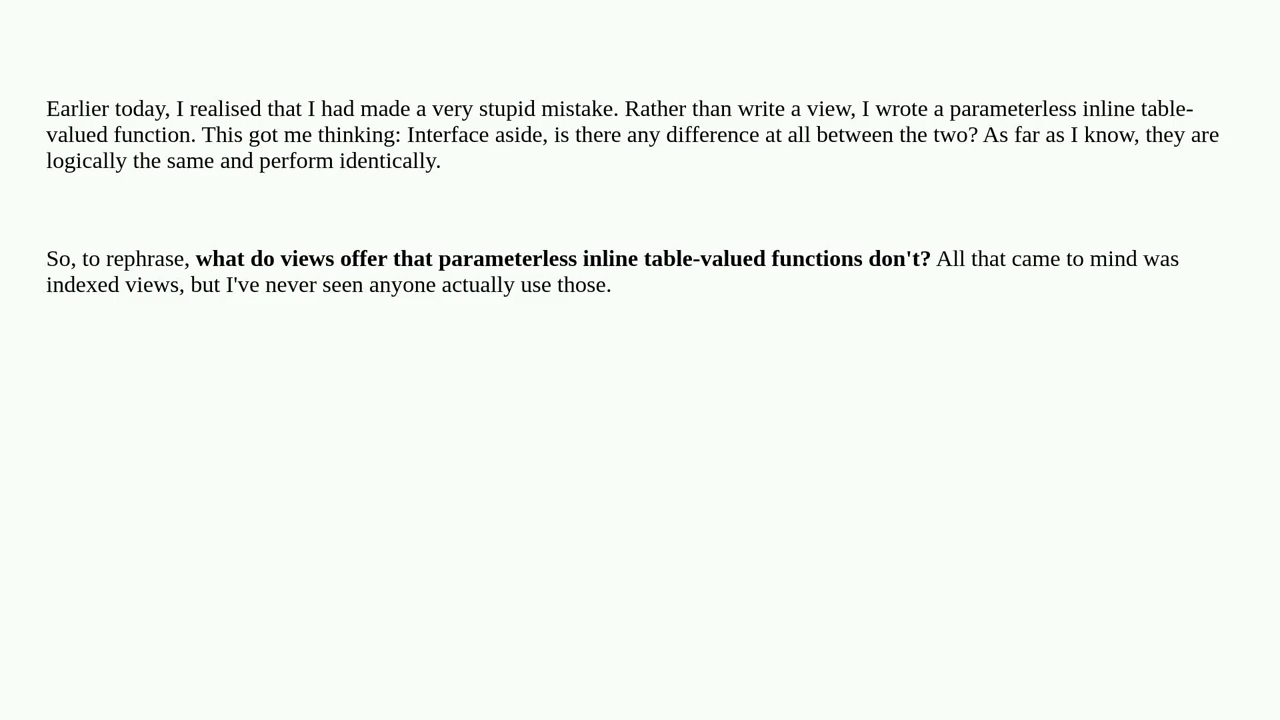 Earlier today, I realised that I had made a very stupid mistake. Rather than write a view, I wrote a parameterless inline table-
valued function. This got me thinking: Interface aside, is there any difference at all between the two? As far as I know, they are
logically the same and perform identically.
So, to rephrase, what do views offer that parameterless inline table-valued functions don't? All that came to mind was
indexed views, but I've never seen anyone actually use those.